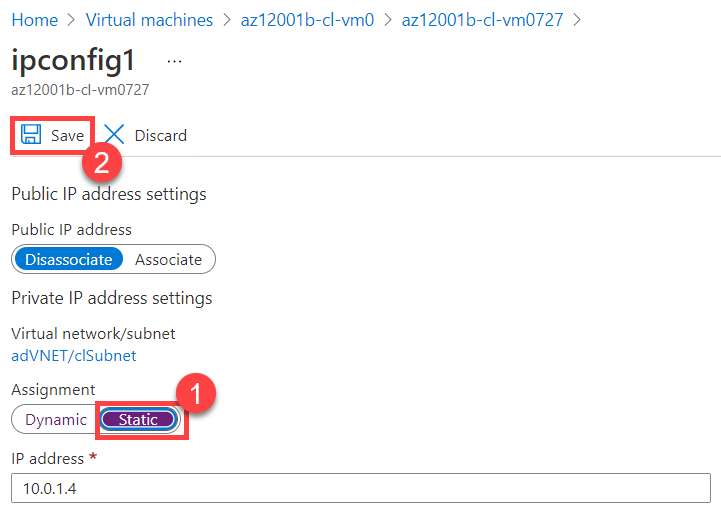 Home > Virtual machines > az12001b-cl-vm0 > az12001b-cl-vm0727 >
ipconfig1 ...
az12001b-cl-vm0727
Save Discard
2
Public IP address settings
Public IP address
Disassociate Associate
Private IP address settings
Virtual network/subnet
adVNET/clSubnet
Assignment
1
Dynamic Static
IP address *
10.0.1.4